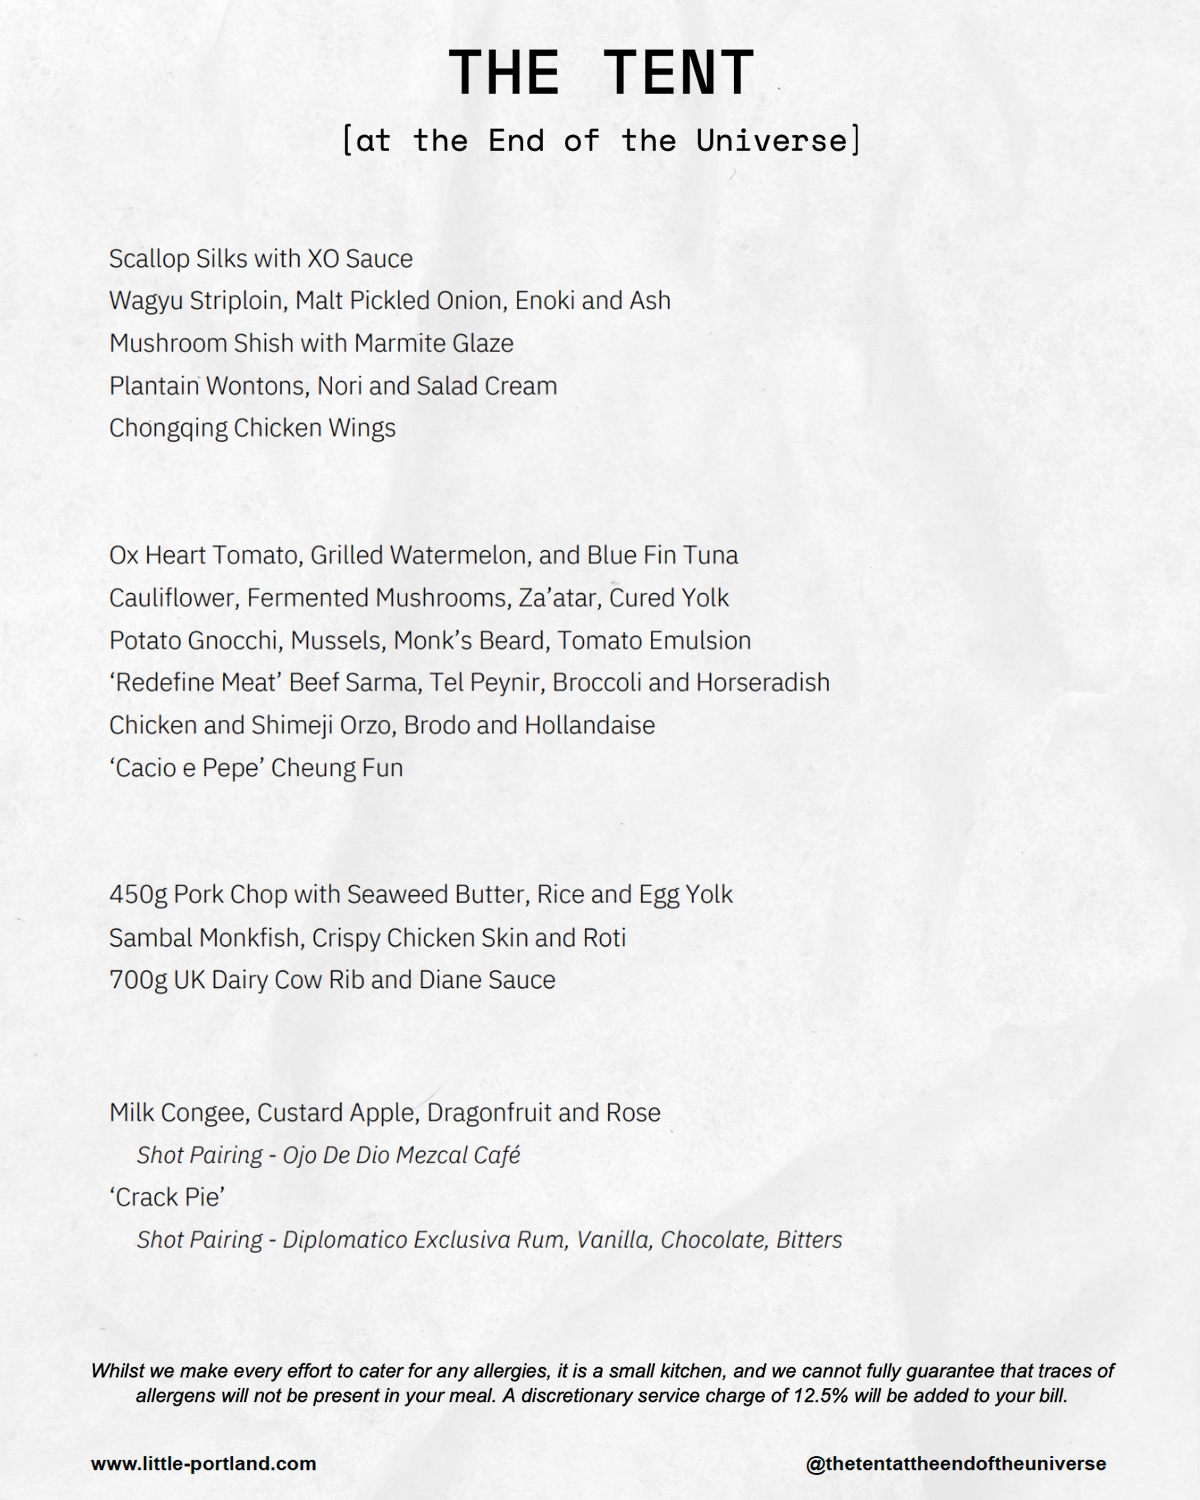 THE TENT
[at the End of the Universe]
Scallop Silks with XO Sauce
Wagyu Striploin, Malt Pickled Onion, Enoki and Ash
Mushroom Shish with Marmite Glaze
Plantain Wontons, Nori and Salad Cream
Chongqing Chicken Wings
Ox Heart Tomato, Grilled Watermelon, and Blue Fin Tuna
Cauliflower, Fermented Mushrooms, Za’atar, Cured Yolk
Potato Gnocchi, Mussels, Monk’s Beard, Tomato Emulsion
‘Redefine Meat’ Beef Sarma, Tel Peynir, Broccoli and Horseradish
Chicken and Shimeji Orzo, Brodo and Hollandaise
‘Cacio e Pepe’ Cheung Fun
450g Pork Chop with Seaweed Butter, Rice and Egg Yolk
Sambal Monkfish, Crispy Chicken Skin and Roti
700g UK Dairy Cow Rib and Diane Sauce
Milk Congee, Custard Apple, Dragonfruit and Rose
Shot Pairing - Ojo De Dio Mezcal Café
‘Crack Pie’
Shot Pairing - Diplomatico Exclusiva Rum, Vanilla, Chocolate, Bitters
Whilst we make every effort to cater for any allergies, it is a small kitchen, and we cannot fully guarantee that traces of
allergens will not be present in your meal. A discretionary service charge of 12.5% will be added to your bill.
www.little-portland.com
@thetentattheendoftheuniverse